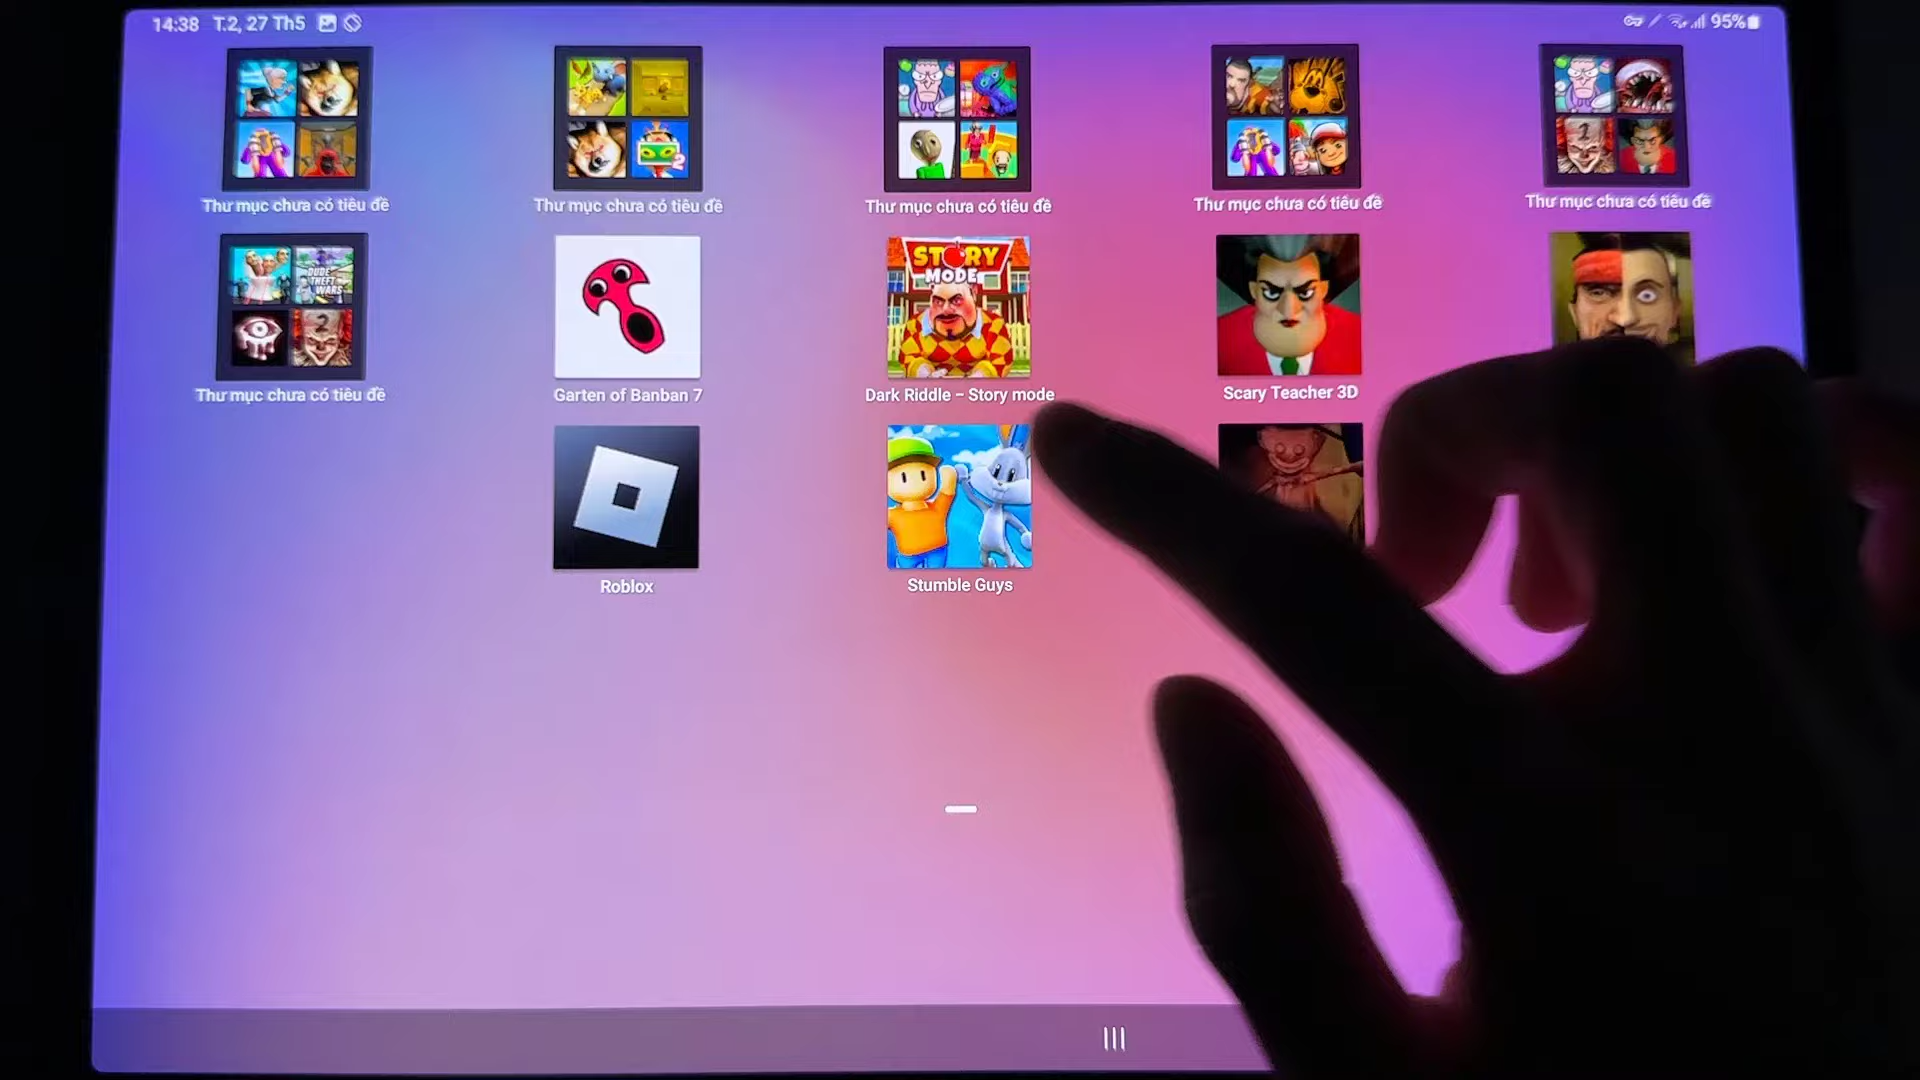 14:38 T.2, 27 Th5
95%
Thư mục chưa có tiêu đề
Thư mục chưa có tiêu đề
Thư mục chưa có tiêu đề
Thư mục chưa có tiêu đề
Thư mục chưa có tiêu đề
2
2
DUDE
THEFT
WARS
2
Thư mục chưa có tiêu đề
Garten of Banban 7
STORY
MODE
Dark Riddle - Story mode
Scary Teacher 3D
Roblox
Stumble Guys